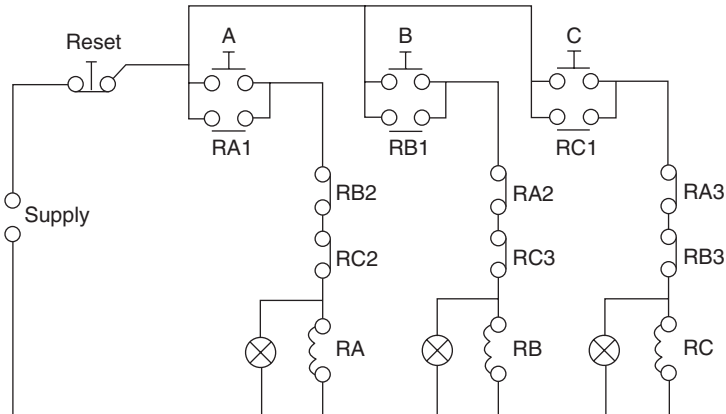 Reset
A
B
C
RA1
RB1
RC1
Supply
RB2
RA2
RA3
RC2
RC3
RB3
RA
RB
RC